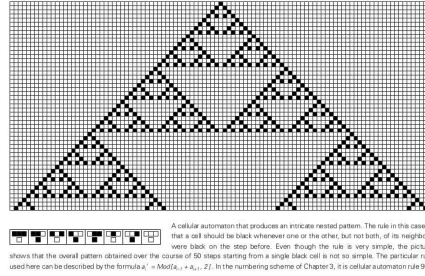 A cellular automaton that produces an intricate nested pattern. The rule in this case
that a cell should be black whenever one or the other, but not both, of its neighbo
were black on the step before. Even though the rule is very simple, the pictu
shows that the overall pattern obtained over the course of 50 steps starting from a single black cell is not so simple. The particular r
used here can be described by the formula aᵢ′ = Mod[aᵢ₋₁ + aᵢ₊₁, 2]. In the numbering scheme of Chapter 3, it is cellular automaton rule 9